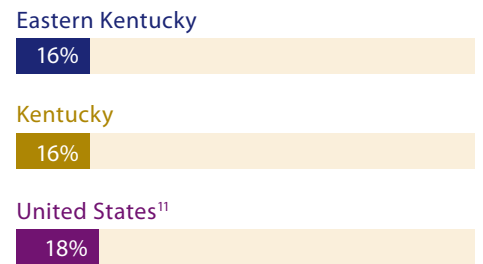 Eastern Kentucky
16%
Kentucky
16%
United States¹¹
18%